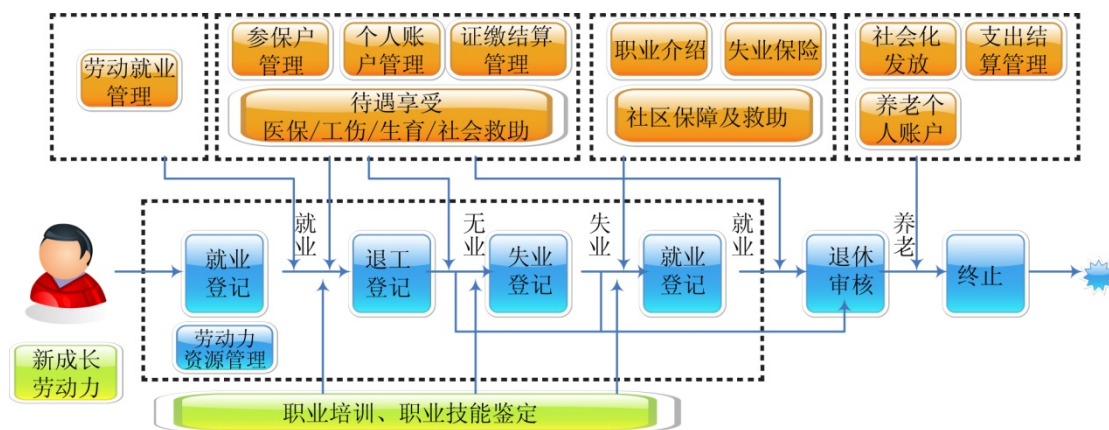 劳动就业
管理
参保户
管理
个人账
户管理
证缴结算
管理
待遇享受
医保/工伤/生育/社会救助
职业介绍
失业保险
社区保障及救助
社会化
发放
支出结
算管理
养老个
人账户
就业
登记
就业
退工
登记
无业
失业
登记
失业
就业
登记
就业
退休
审核
养老
终止
劳动力
资源管理
新成长
劳动力
职业培训、职业技能鉴定